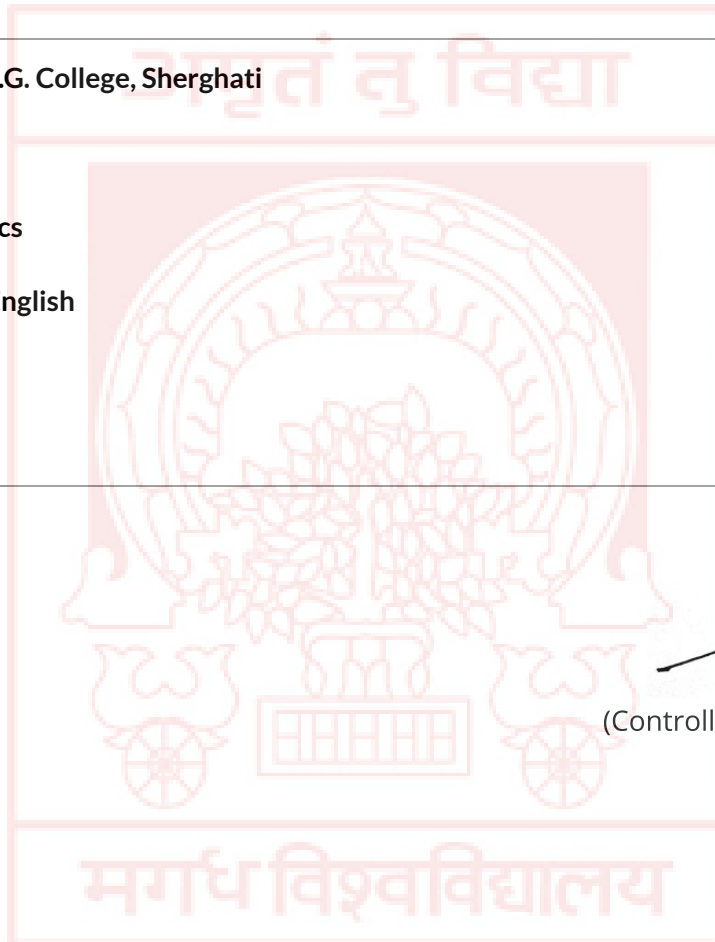 अमृतं तु विद्या
.G. College, Sherghati
cs
nglish
(Controll
मगध विश्वविद्यालय